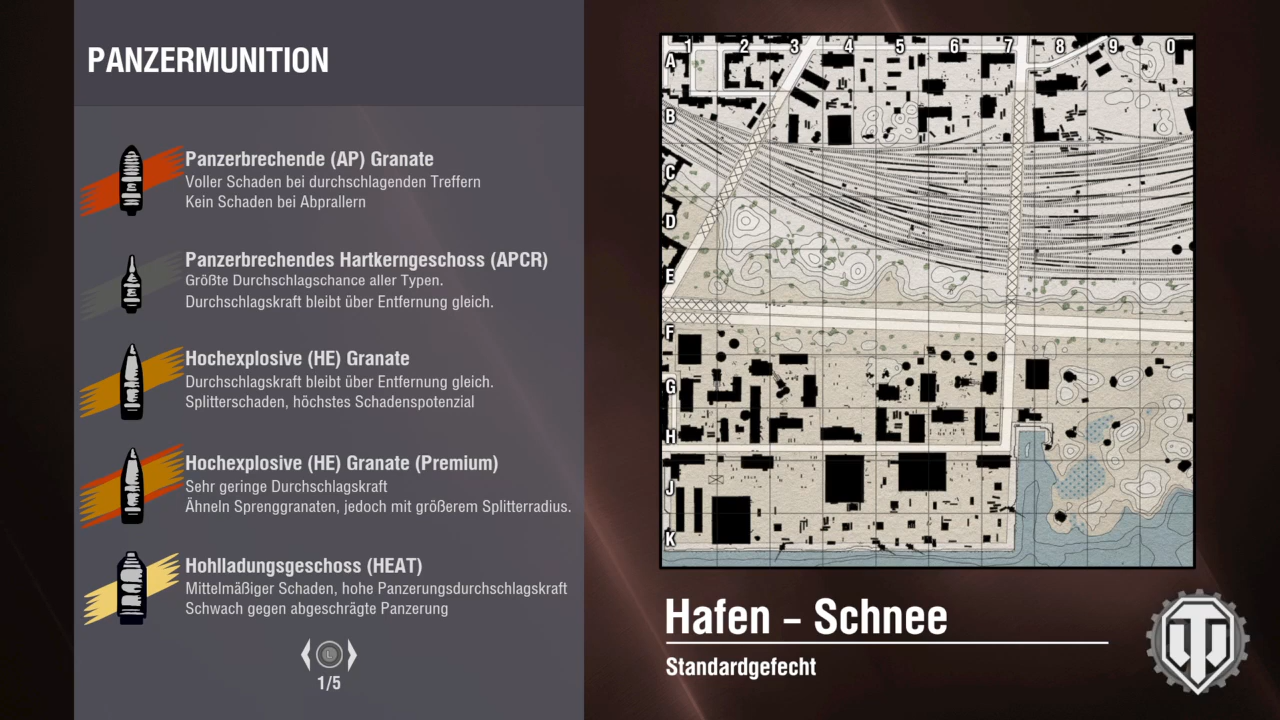 PANZERMUNITION
Panzerbrechende (AP) Granate
Voller Schaden bei durchschlagenden Treffern
Kein Schaden bei Abprallern
Panzerbrechendes Hartkerngeschoss (APCR)
Größte Durchschlagschance aller Typen.
Durchschlagskraft bleibt über Entfernung gleich.
Hochexplosive (HE) Granate
Durchschlagskraft bleibt über Entfernung gleich.
Splitterschaden, höchstes Schadenspotenzial
Hochexplosive (HE) Granate (Premium)
Sehr geringe Durchschlagskraft
Ähneln Sprenggranaten, jedoch mit größerem Splitterradius.
Hohlladungsgeschoss (HEAT)
Mittelmäßiger Schaden, hohe Panzerungsdurchschlagskraft
Schwach gegen abgeschrägte Panzerung
L
1/5
1 2 3 4 5 6 7 8 9 0
A
B
C
D
E
F
G
H
J
K
Hafen – Schnee
Standardgefecht